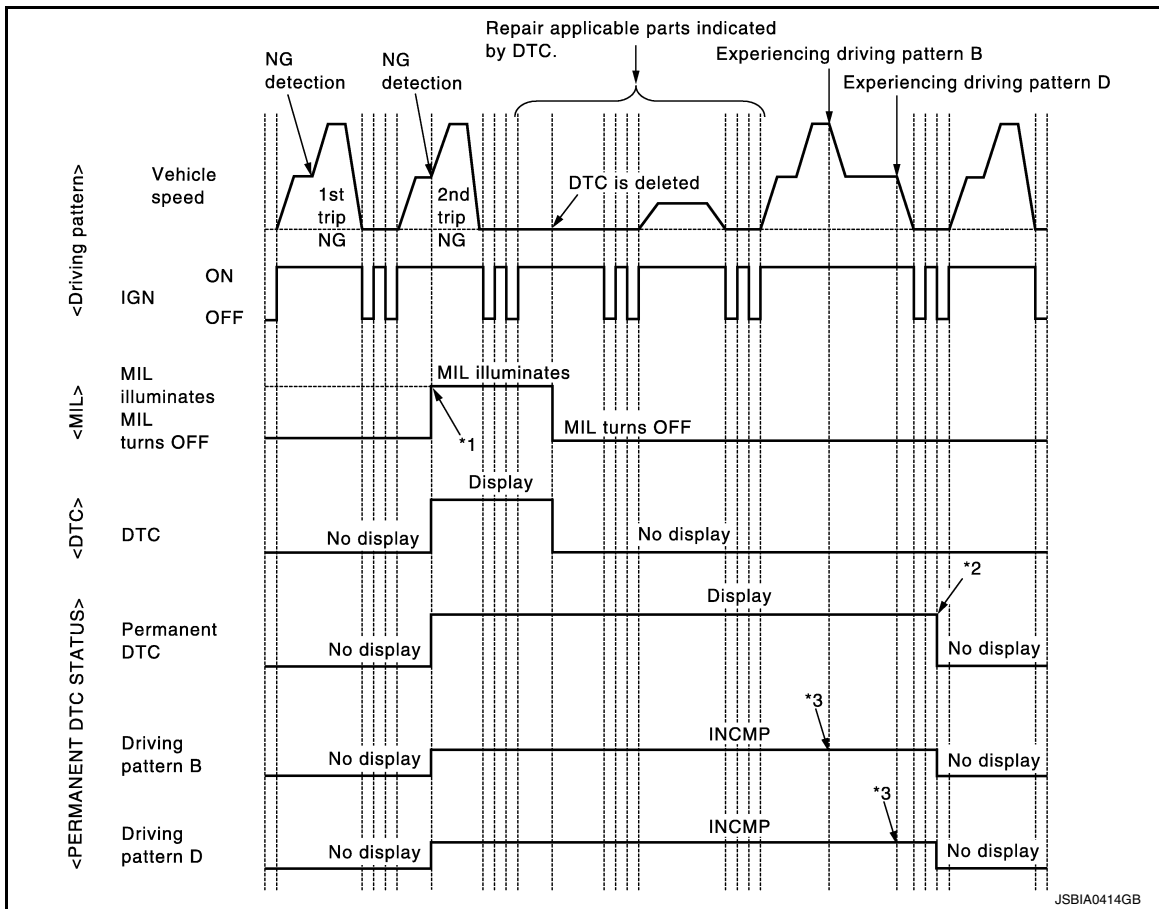 Repair applicable parts indicated
by DTC.
Experiencing driving pattern B
NG
detection
NG
detection
Experiencing driving pattern D
<Driving pattern>
Vehicle
speed
1st
trip
NG
2nd
trip
NG
DTC is deleted
IGN
ON
OFF
<MIL>
MIL
illuminates
MIL
turns OFF
MIL illuminates
*1
MIL turns OFF
<DTC>
DTC
No display
Display
No display
<PERMANENT DTC STATUS>
Permanent
DTC
No display
Display
*2
No display
Driving
pattern B
No display
INCMP
*3
No display
Driving
pattern D
No display
INCMP
*3
No display
JSBIA0414GB